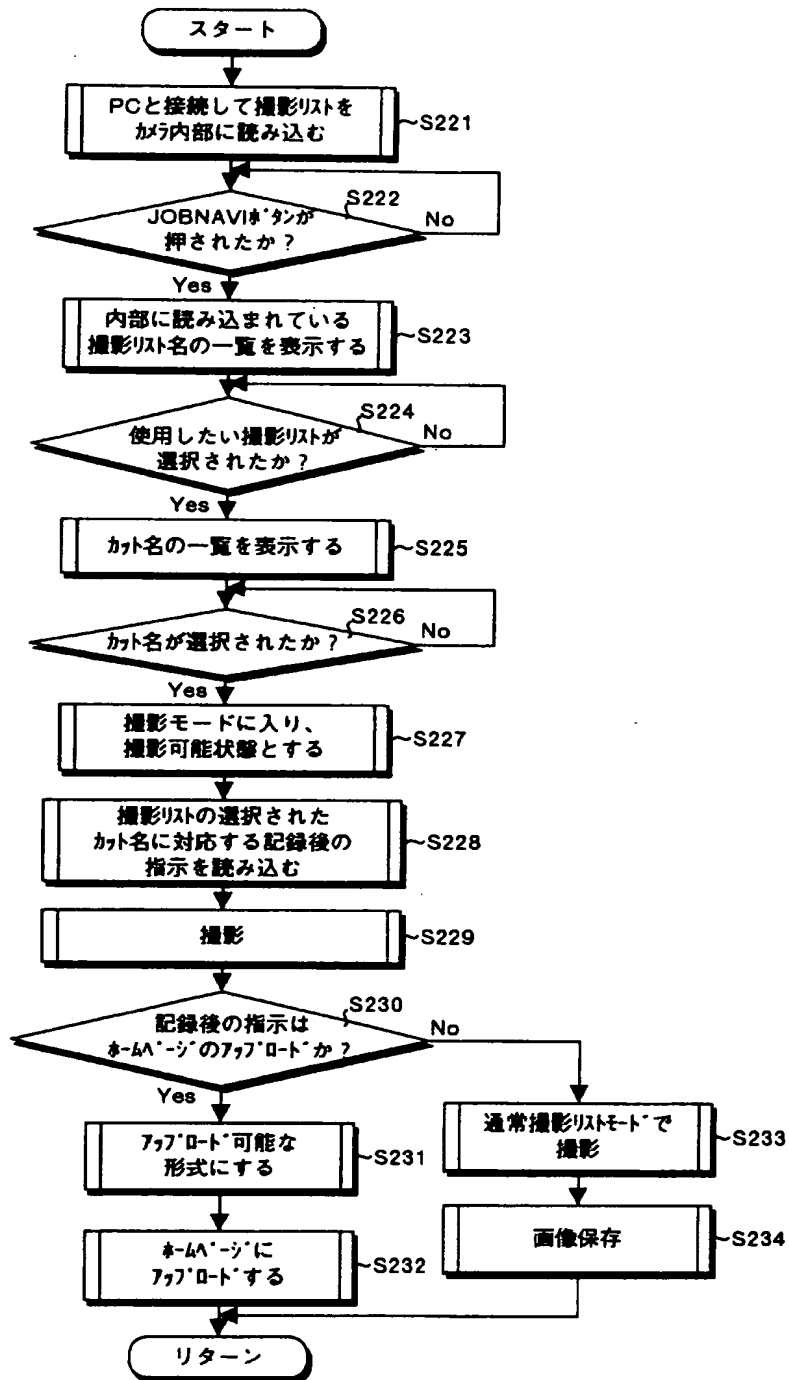 スタート
PCと接続して撮影リストを
カメラ内部に読み込む
S221
S222
JOBNAVIボタンが
押されたか？
No
Yes
内部に読み込まれている
撮影リスト名の一覧を表示する
S223
S224
使用したい撮影リストが
選択されたか？
No
Yes
カット名の一覧を表示する
S225
S226
カット名が選択されたか？
No
Yes
撮影モードに入り、
撮影可能状態とする
S227
撮影リストの選択された
カット名に対応する記録後の
指示を読み込む
S228
撮影
S229
S230
記録後の指示は
ホームページのアップロードか？
No
Yes
アップロード可能な
形式にする
S231
ホームページに
アップロードする
S232
通常撮影リストモードで
撮影
S233
画像保存
S234
リターン